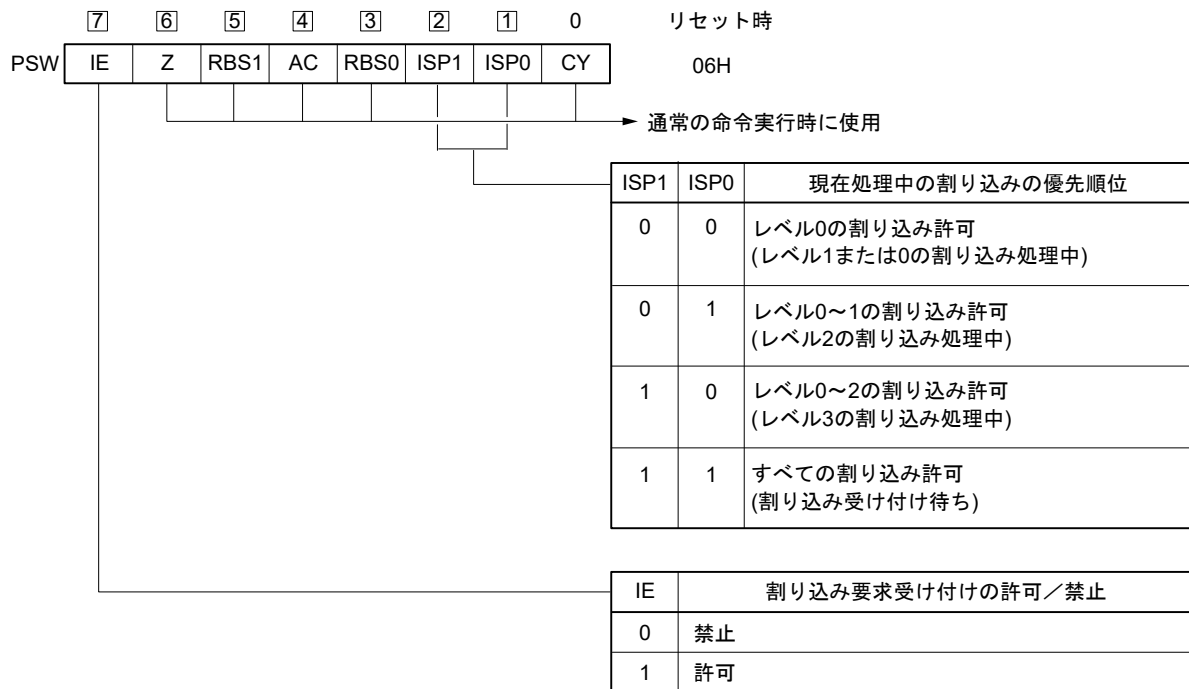 7 6 5 4 3 2 1 0 リセット時
PSW IE Z RBS1 AC RBS0 ISP1 ISP0 CY 06H
通常の命令実行時に使用
ISP1 ISP0 現在処理中の割り込みの優先順位
0 0 レベル0の割り込み許可
(レベル1または0の割り込み処理中)
0 1 レベル0～1の割り込み許可
(レベル2の割り込み処理中)
1 0 レベル0～2の割り込み許可
(レベル3の割り込み処理中)
1 1 すべての割り込み許可
(割り込み受け付け待ち)
IE 割り込み要求受け付けの許可／禁止
0 禁止
1 許可